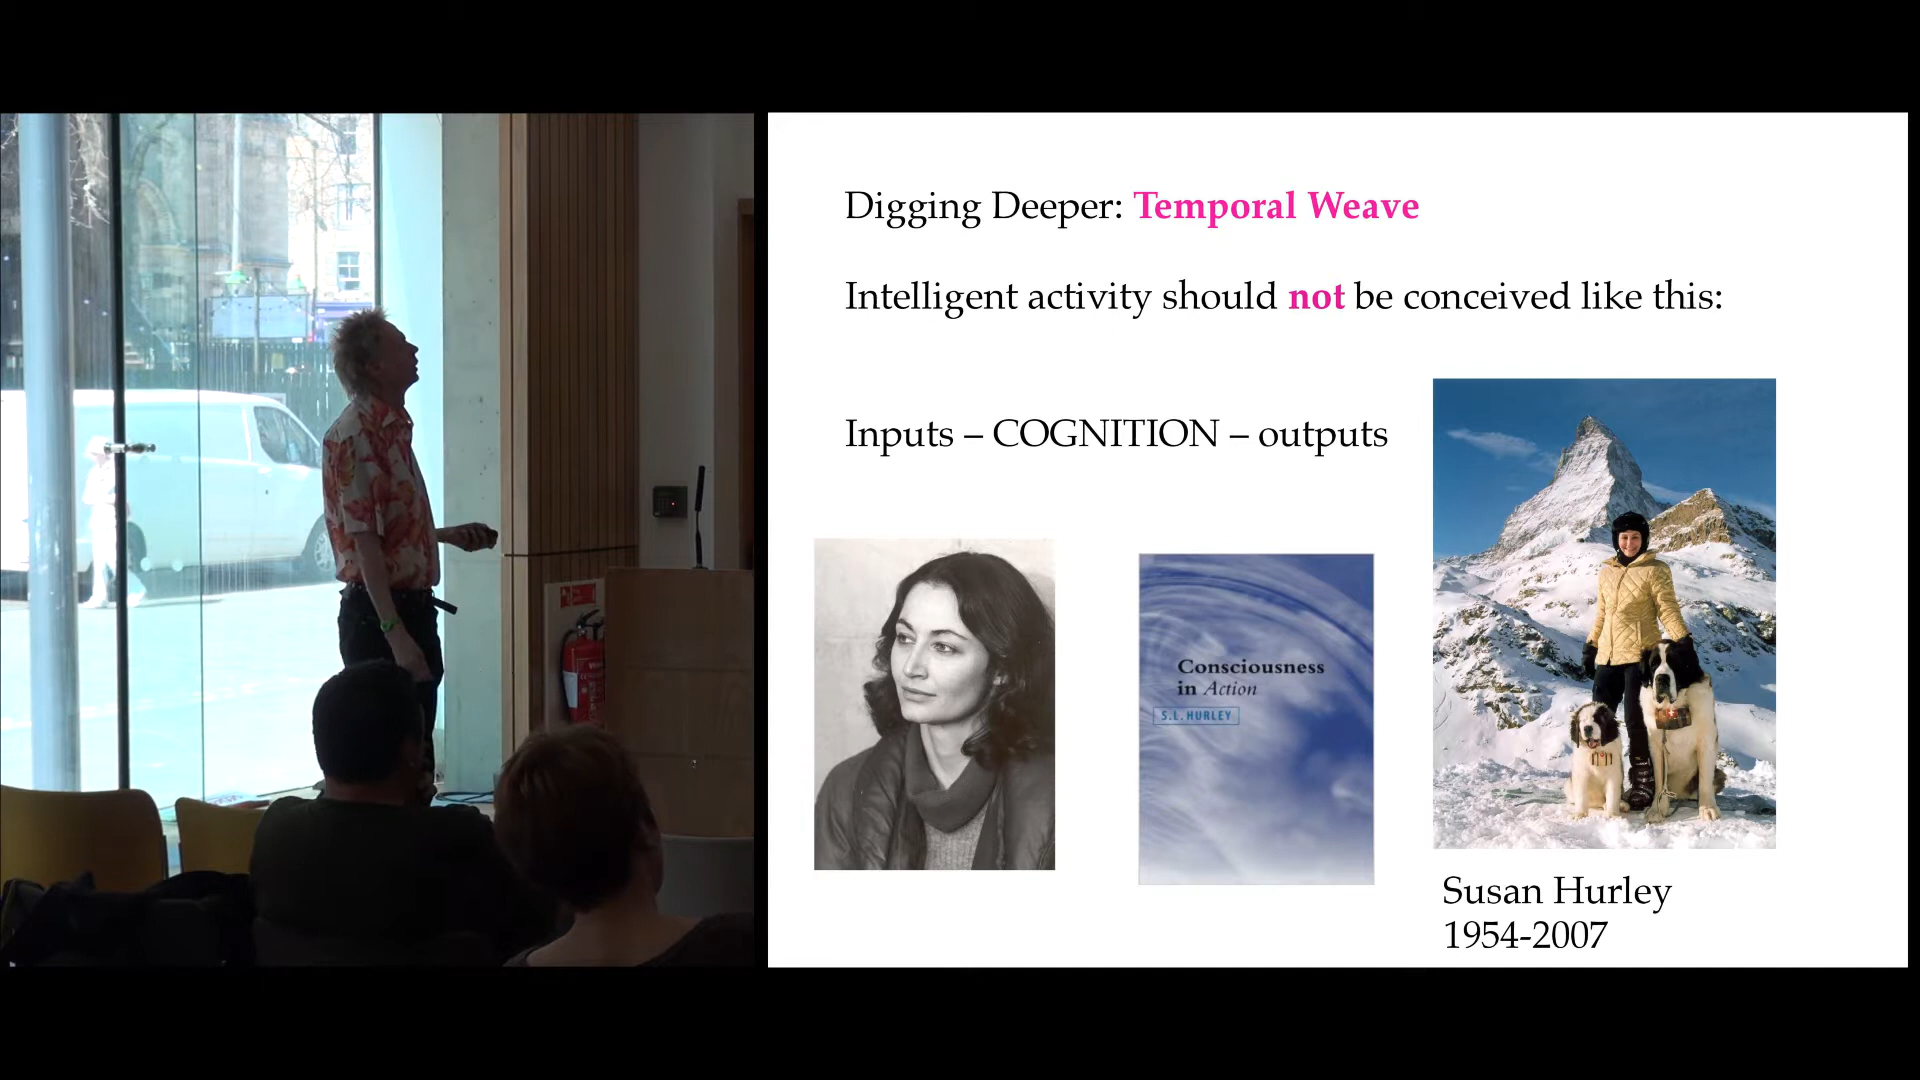 Digging Deeper: Temporal Weave
Intelligent activity should not be conceived like this:
Inputs – COGNITION – outputs
Consciousness
in Action
S.L. HURLEY
Susan Hurley
1954-2007